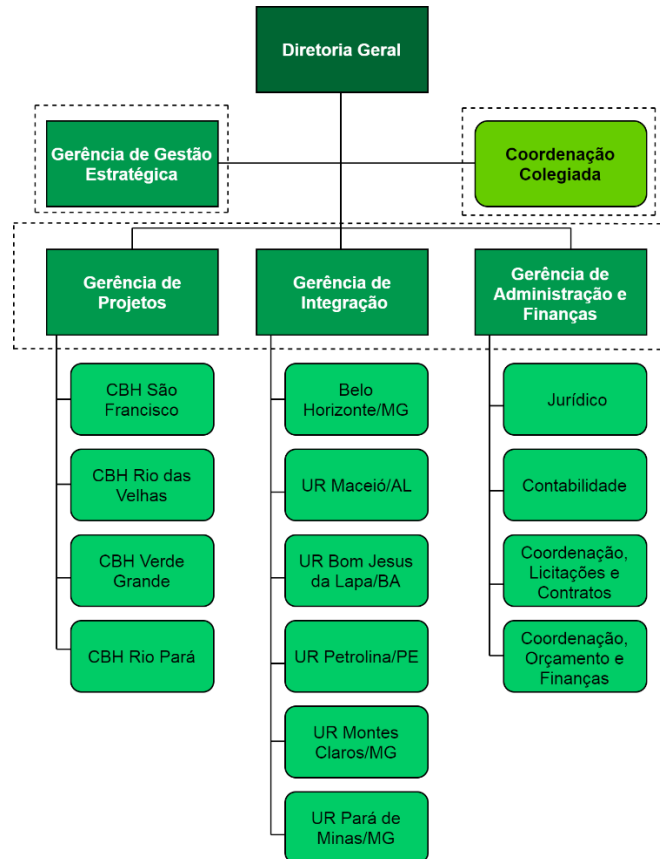 Diretoria Geral
Gerência de Gestão
Estratégica
Coordenação
Colegiada
Gerência de
Projetos
Gerência de
Integração
Gerência de
Administração e
Finanças
CBH São
Francisco
CBH Rio das
Velhas
CBH Verde
Grande
CBH Rio Pará
Belo
Horizonte/MG
UR Maceió/AL
UR Bom Jesus
da Lapa/BA
UR Petrolina/PE
UR Montes
Claros/MG
UR Pará de
Minas/MG
Jurídico
Contabilidade
Coordenação,
Licitações e
Contratos
Coordenação,
Orçamento e
Finanças